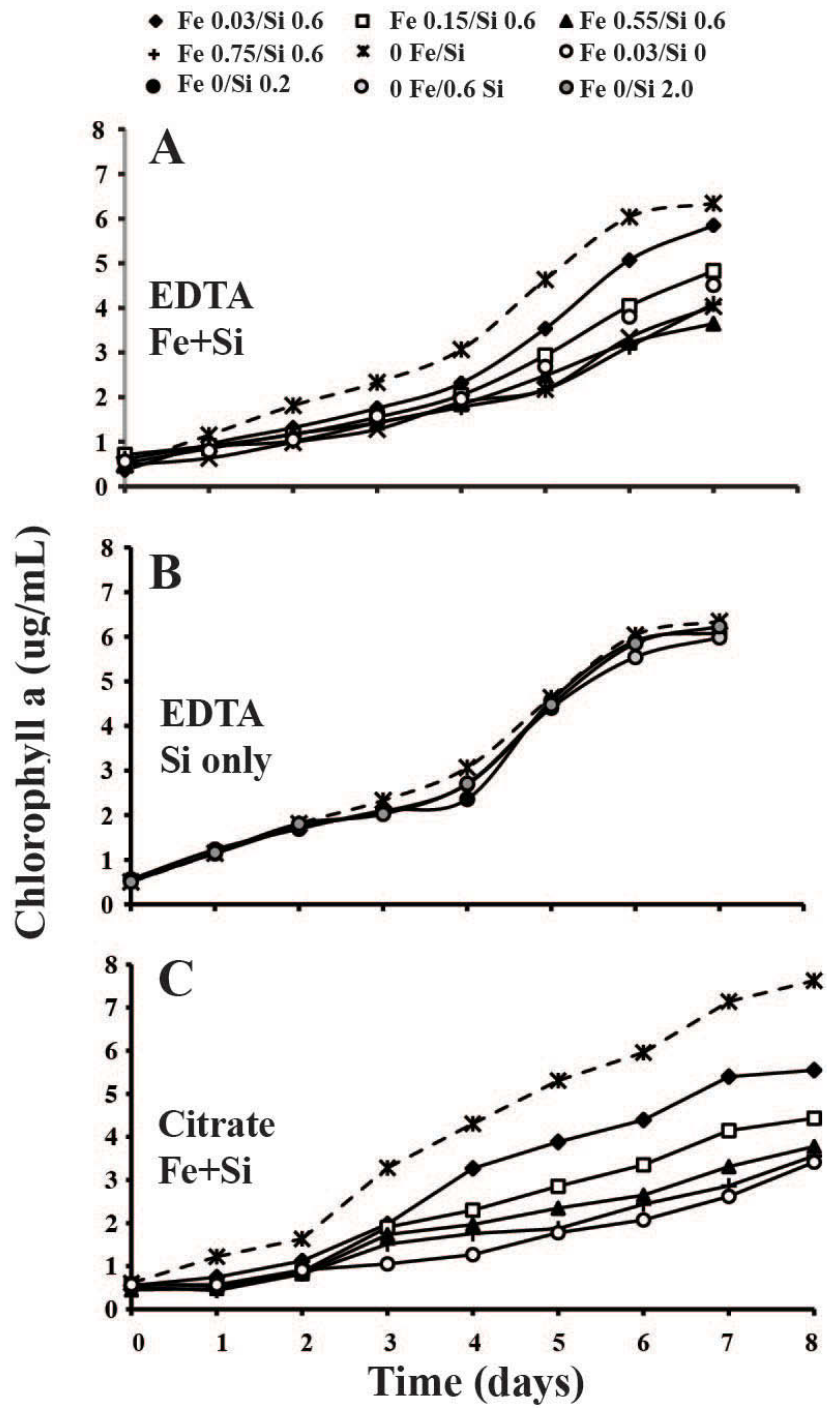 Fe 0.03/Si 0.6 Fe 0.15/Si 0.6 Fe 0.55/Si 0.6
Fe 0.75/Si 0.6 0 Fe/Si Fe 0.03/Si 0
Fe 0/Si 0.2 0 Fe/0.6 Si Fe 0/Si 2.0
8
A
7
6
5
EDTA
4
Fe+Si
3
2
1
0
Chlorophyll a (ug/mL)
8
B
7
6
5
EDTA
4
Si only
3
2
1
0
8
C
7
6
5
4
Citrate
3
Fe+Si
2
1
0
0 1 2 3 4 5 6 7 8
Time (days)